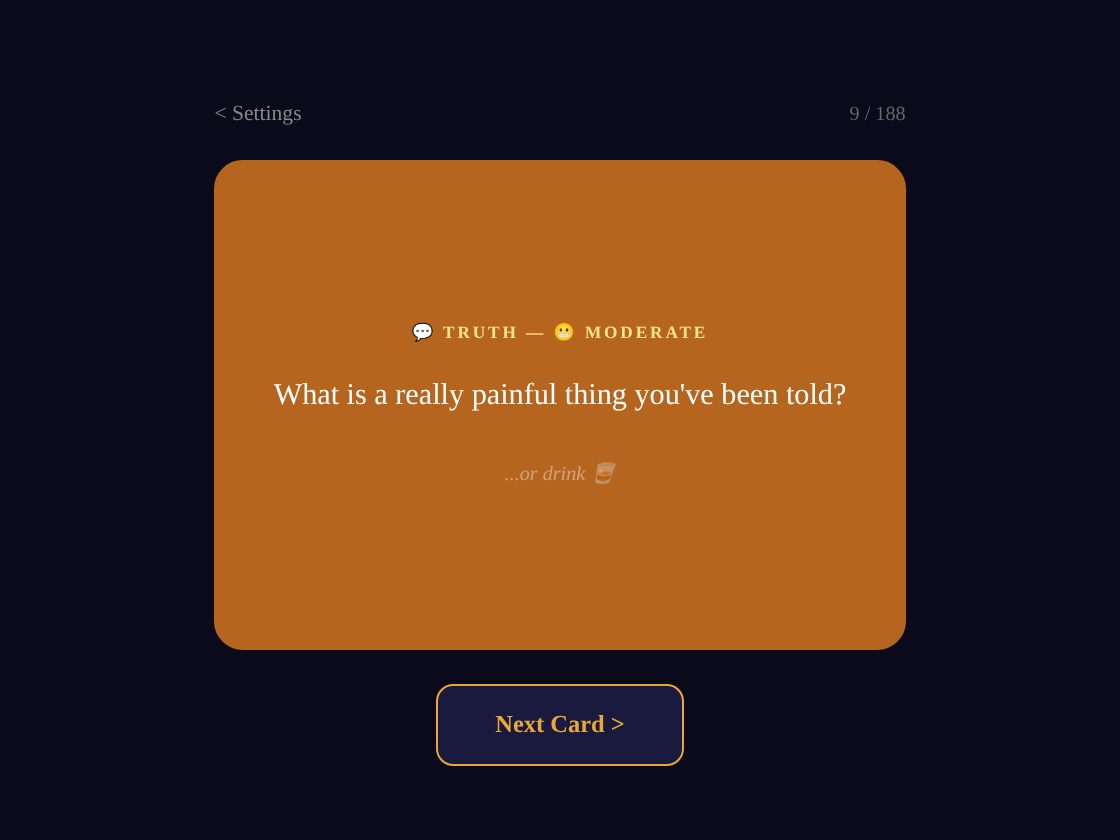 < Settings
9 / 188
💬 TRUTH — 😬 MODERATE
What is a really painful thing you've been told?
...or drink 🥃
Next Card >